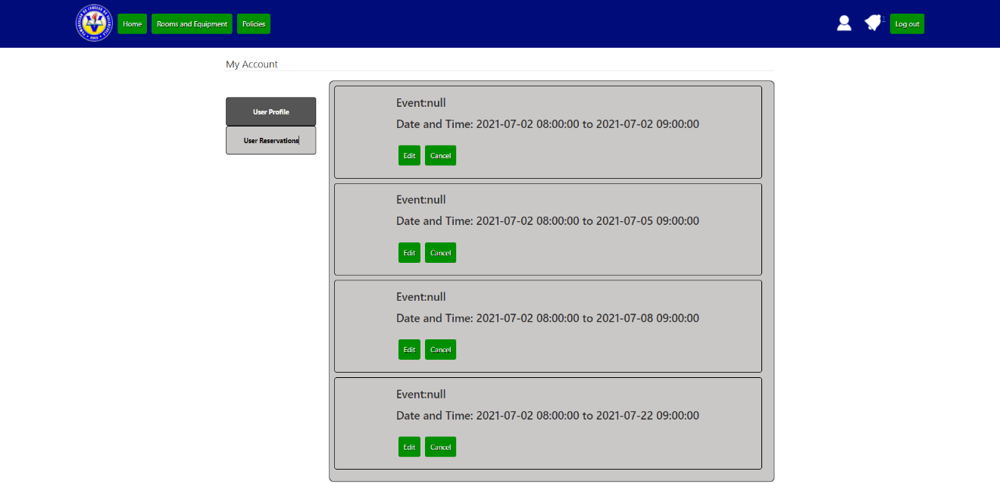 Home Rooms and Equipment Policies 1 Log out
My Account
User Profile
User Reservations
Event:null
Date and Time: 2021-07-02 08:00:00 to 2021-07-02 09:00:00
Edit Cancel
Event:null
Date and Time: 2021-07-02 08:00:00 to 2021-07-05 09:00:00
Edit Cancel
Event:null
Date and Time: 2021-07-02 08:00:00 to 2021-07-08 09:00:00
Edit Cancel
Event:null
Date and Time: 2021-07-02 08:00:00 to 2021-07-22 09:00:00
Edit Cancel